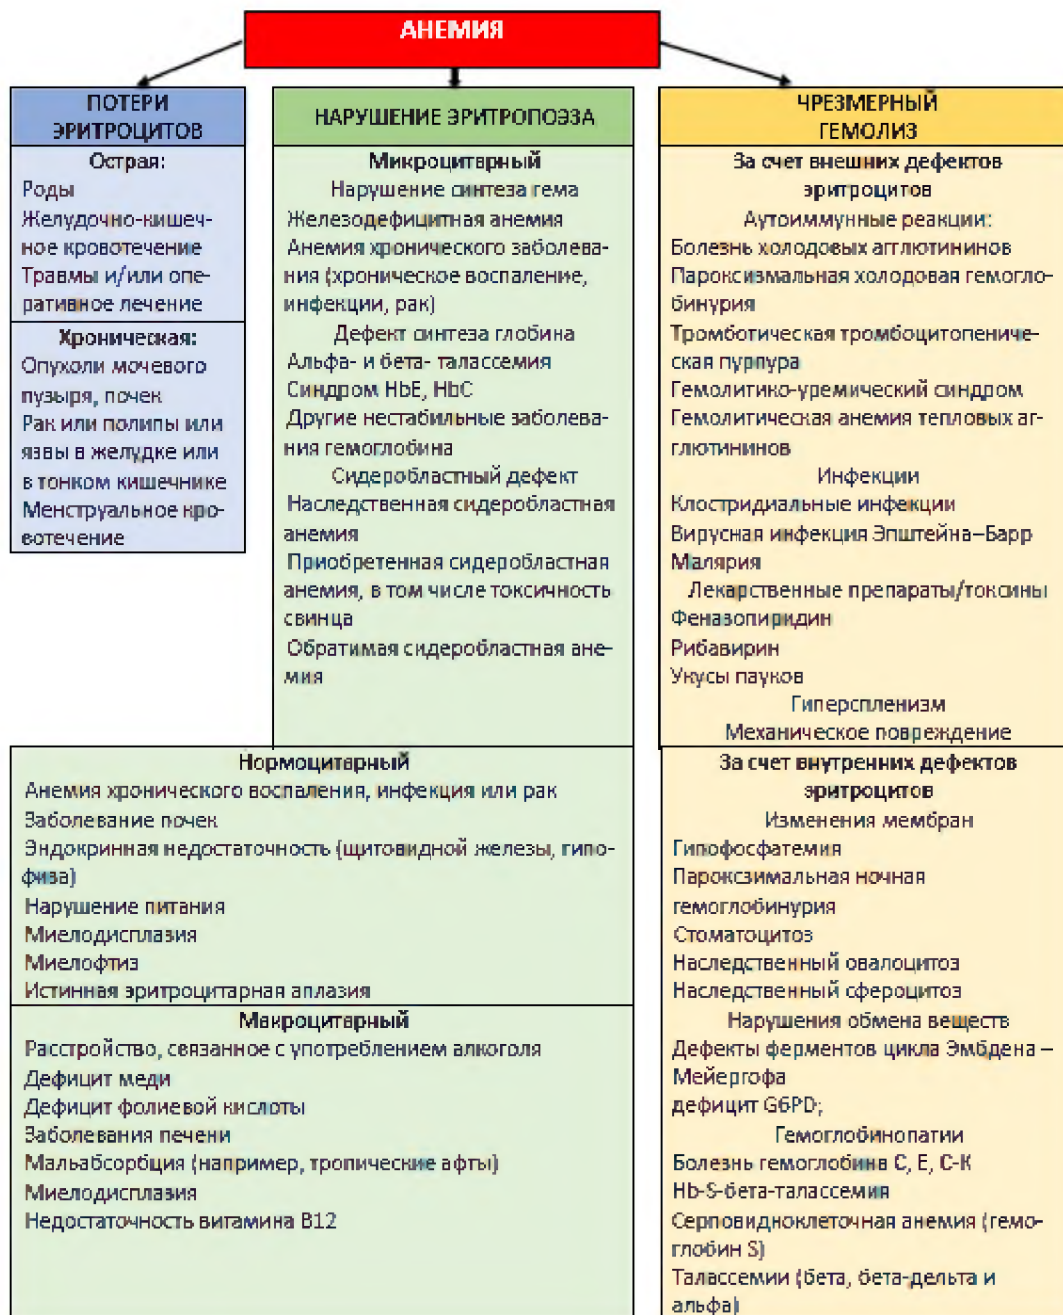 АНЕМИЯ
ПОТЕРИ
ЭРИТРОЦИТОВ
Острая:
Роды
Желудочно-кишеч-
ное кровотечение
Травмы и/или опе-
ративное лечение
Хроническая:
Опухоли мочевого
пузыря, почек
Рак или полипы или
язвы в желудке или
в тонком кишечнике
Менструальное кро-
вотечение
НАРУШЕНИЕ ЭРИТРОПОЭЗА
Микроцитарный
Нарушение синтеза гема
Железодефицитная анемия
Анемия хронического заболева-
ния (хроническое воспаление,
инфекции, рак)
Дефект синтеза глобина
Альфа- и бета- талассемия
Синдром HbE, HbC
Другие нестабильные заболева-
ния гемоглобина
Сидеробластный дефект
Наследственная сидеробластная
анемия
Приобретенная сидеробластная
анемия, в том числе токсичность
свинца
Обратимая сидеробластная ане-
мия
Нормоцитарный
Анемия хронического воспаления, инфекция или рак
Заболевание почек
Эндокринная недостаточность (щитовидной железы, гипо-
физа)
Нарушение питания
Миелодисплазия
Миелофтиз
Истинная эритроцитарная аплазия
Макроцитарный
Расстройство, связанное с употреблением алкоголя
Дефицит меди
Дефицит фолиевой кислоты
Заболевания печени
Мальабсорбция (например, тропические афты)
Миелодисплазия
Недостаточность витамина В12
ЧРЕЗМЕРНЫЙ
ГЕМОЛИЗ
За счет внешних дефектов
эритроцитов
Аутоиммунные реакции:
Болезнь холодовых агглютининов
Пароксизмальная холодовая гемогло-
бинурия
Тромботическая тромбоцитопениче-
ская пурпура
Гемолитико-уремический синдром
Гемолитическая анемия тепловых аг-
глютининов
Инфекции
Клостридиальные инфекции
Вирусная инфекция Эпштейна–Барр
Малярия
Лекарственные препараты/токсины
Феназопиридин
Рибавирин
Укусы пауков
Гиперспленизм
Механическое повреждение
За счет внутренних дефектов
эритроцитов
Изменения мембран
Гипофосфатемия
Пароксзимальная ночная
гемоглобинурия
Стоматоцитоз
Наследственный овалоцитоз
Наследственный сфероцитоз
Нарушения обмена веществ
Дефекты ферментов цикла Эмбдена –
Мейергофа
дефицит G6PD;
Гемоглобинопатии
Болезнь гемоглобина С, Е, С-К
Hb-S-бета-талассемия
Серповидноклеточная анемия (гемо-
глобин S)
Талассемии (бета, бета-дельта и
альфа)